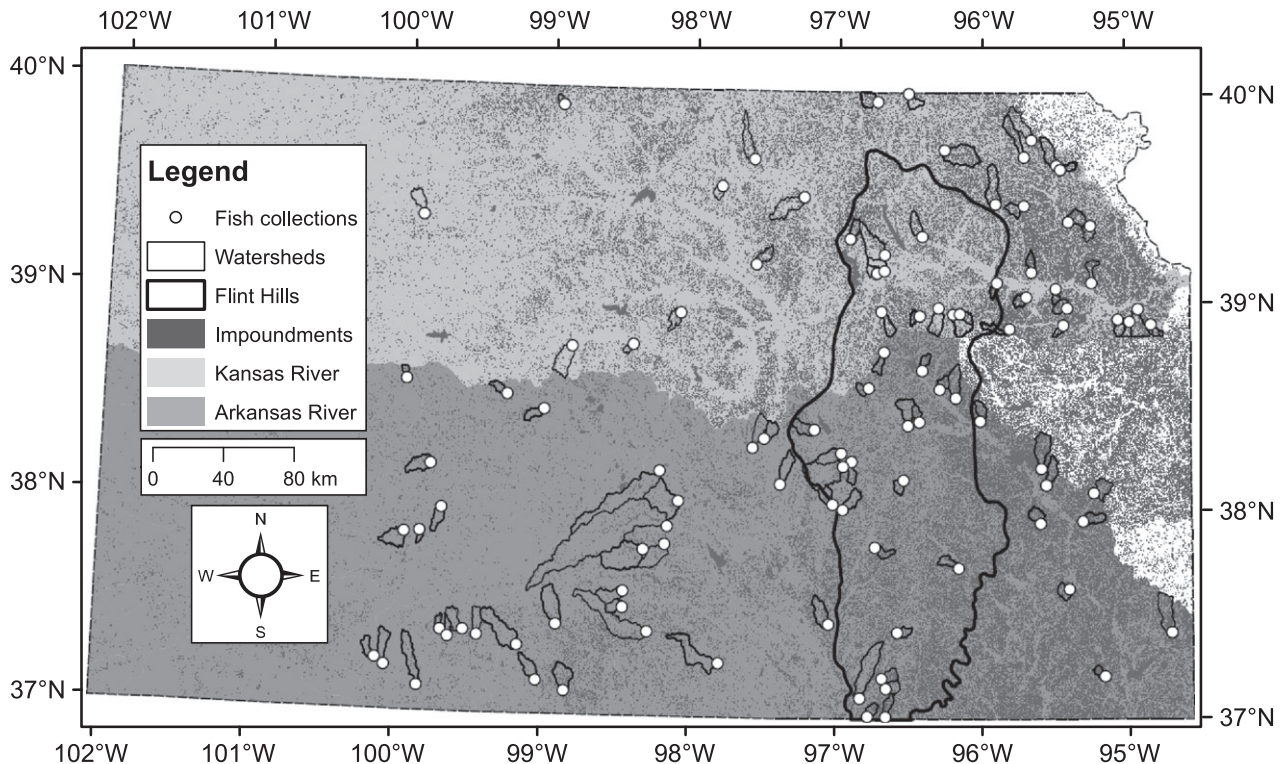 102°W 101°W 100°W 99°W 98°W 97°W 96°W 95°W
40°N
40°N
Legend
Fish collections
Watersheds
Flint Hills
Impoundments
Kansas River
Arkansas River
39°N
39°N
0 40 80 km
38°N
38°N
N
W E
S
37°N
37°N
102°W 101°W 100°W 99°W 98°W 97°W 96°W 95°W